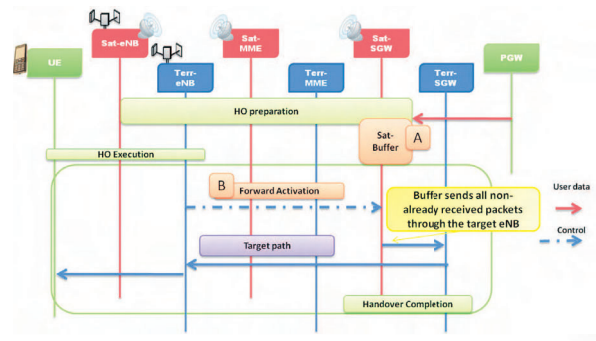 UE
Sat-eNB
Terr-
eNB
Sat-
MME
Terr-
MME
Sat-
SGW
Terr-
SGW
PGW
HO preparation
Sat-
Buffer
A
HO Execution
B
Forward Activation
Buffer sends all non-
already received packets
through the target eNB
User data
Control
Target path
Handover Completion